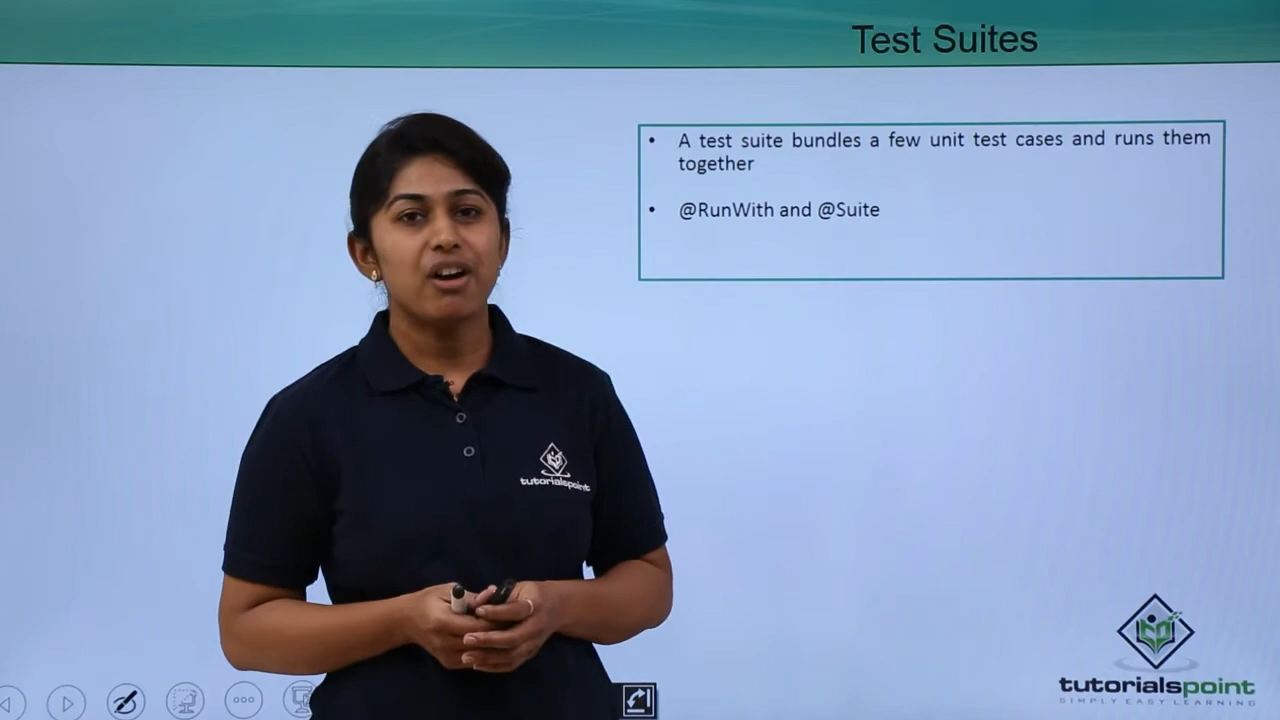 Test Suites
• A test suite bundles a few unit test cases and runs them
together
• @RunWith and @Suite
tutorialspoint
tutorialspoint
SIMPLY EASY LEARNING